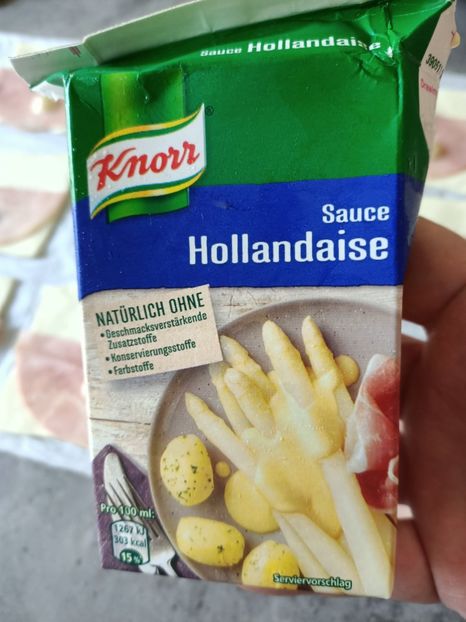 Sauce Hollandaise
Knorr®
Sauce
Hollandaise
NATÜRLICH OHNE
•Geschmacksverstärkende
Zusatzstoffe
•Konservierungsstoffe
•Farbstoffe
Pro 100 ml:
1267 kJ
303 kcal
15%
Serviervorschlag